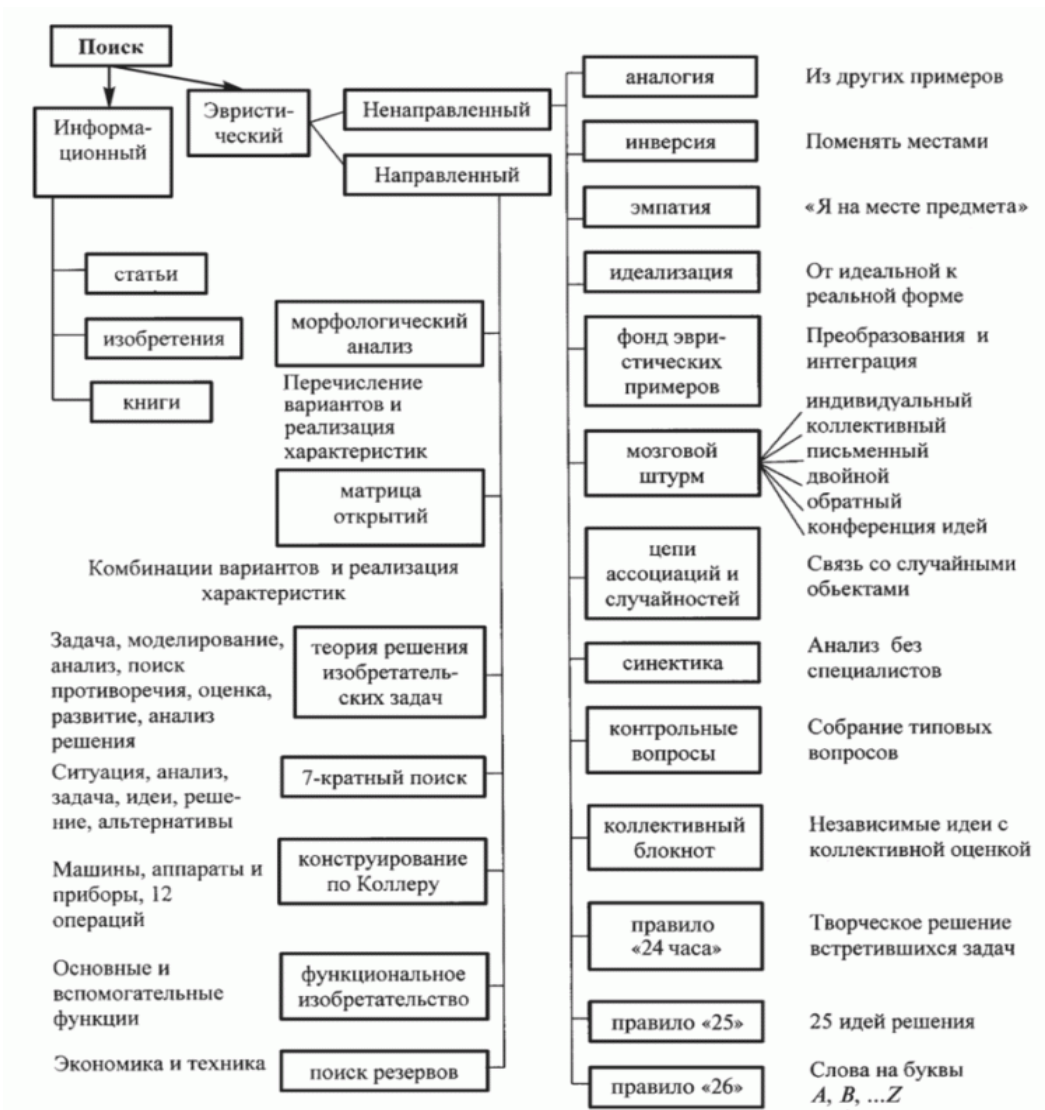 Поиск
Информа-
ционный
Эвристи-
ческий
Ненаправленный
Направленный
статьи
изобретения
книги
морфологический
анализ
Перечисление
вариантов и
реализация
характеристик
матрица
открытий
Комбинации вариантов и реализация
характеристик
Задача, моделирование,
анализ, поиск
противоречия, оценка,
развитие, анализ
решения
теория решения
изобретатель-
ских задач
Ситуация, анализ,
задача, идеи, реше-
ние, альтернативы
7-кратный поиск
Машины, аппараты и
приборы, 12
операций
конструирование
по Коллеру
Основные и
вспомогательные
функции
функциональное
изобретательство
Экономика и техника
поиск резервов
аналогия
Из других примеров
инверсия
Поменять местами
эмпатия
«Я на месте предмета»
идеализация
От идеальной к
реальной форме
фонд эври-
стических
примеров
Преобразования и
интеграция
мозговой
штурм
индивидуальный
коллективный
письменный
двойной
обратный
конференция идей
цепи
ассоциаций и
случайностей
Связь со случайными
обьектами
синектика
Анализ без
специалистов
контрольные
вопросы
Собрание типовых
вопросов
коллективный
блокнот
Независимые идеи с
коллективной оценкой
правило
«24 часа»
Творческое решение
встретившихся задач
правило «25»
25 идей решения
правило «26»
Слова на буквы
A, B, ...Z